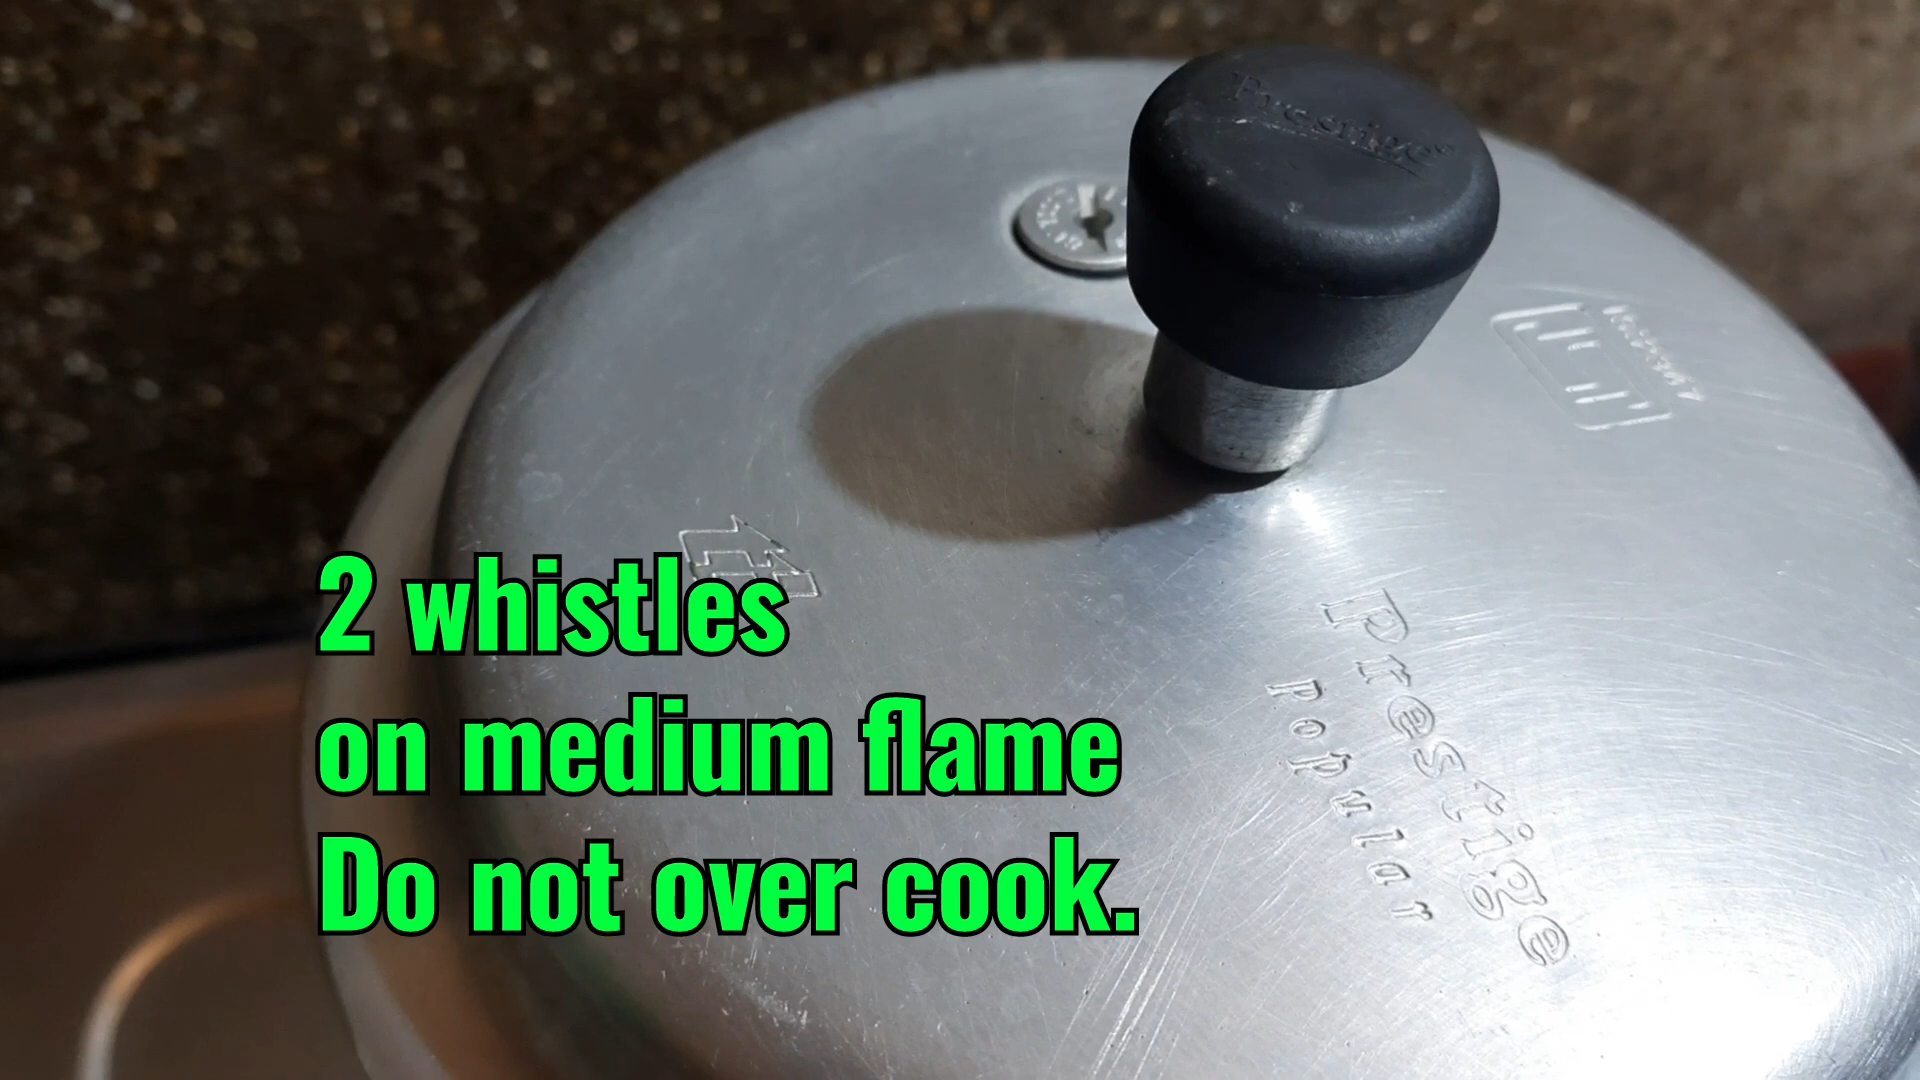 Prestige
2 whistles
on medium flame
Do not over cook.
Prestige
Popular